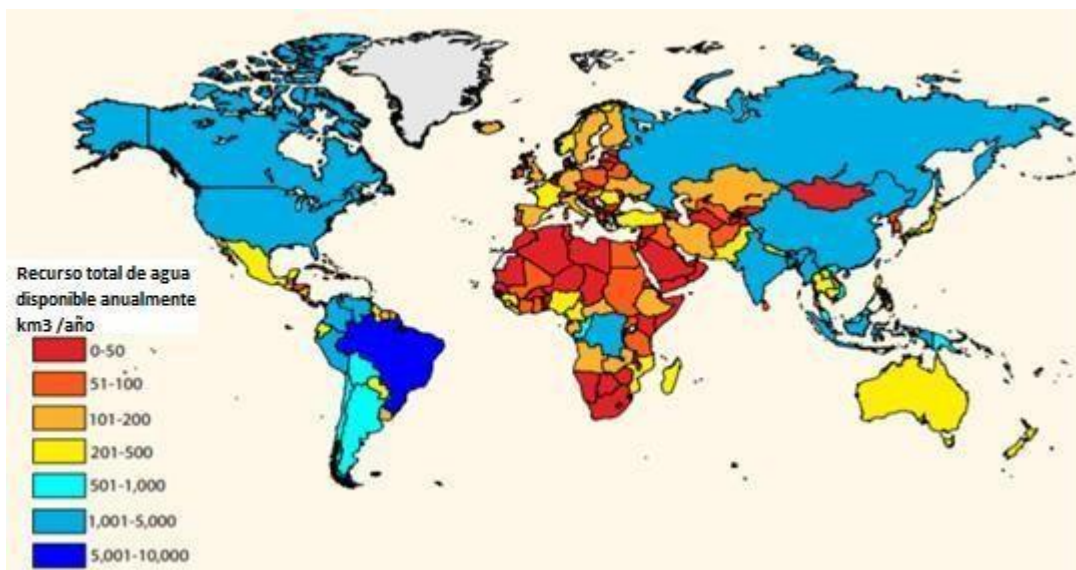 Recurso total de agua
disponible anualmente
km3 /año
0-50
51-100
101-200
201-500
501-1,000
1,001-5,000
5,001-10,000